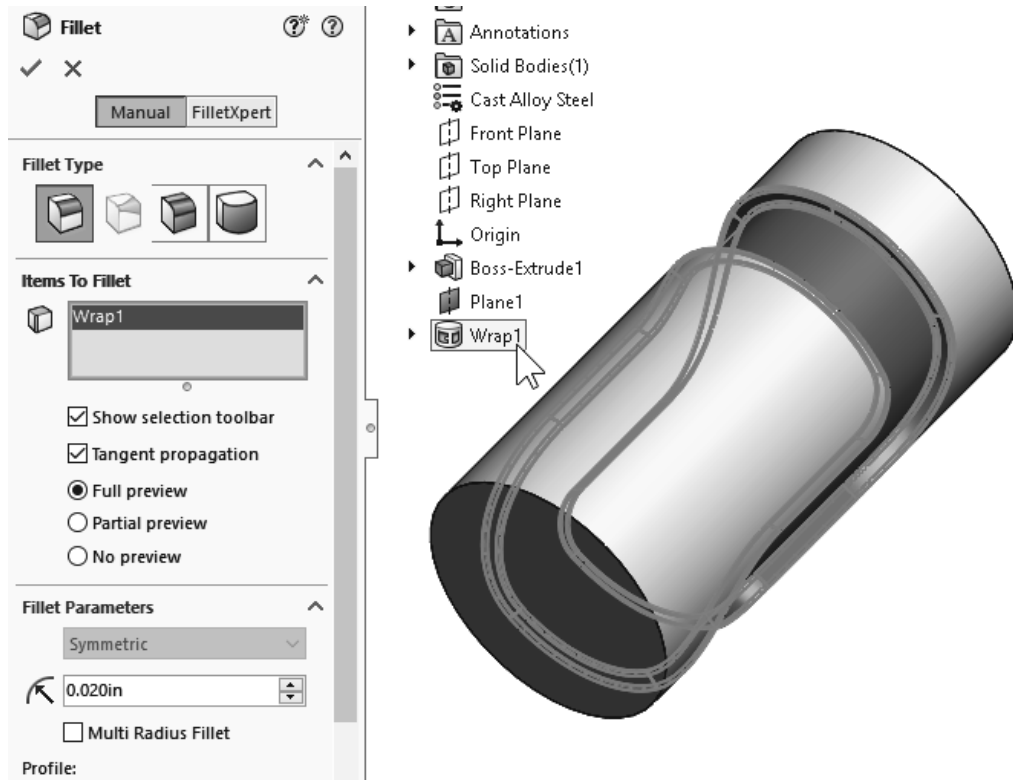 Fillet
Manual FilletXpert
Fillet Type
Items To Fillet
Wrap1
Show selection toolbar
Tangent propagation
Full preview
Partial preview
No preview
Fillet Parameters
Symmetric
0.020in
Multi Radius Fillet
Profile:
Annotations
Solid Bodies(1)
Cast Alloy Steel
Front Plane
Top Plane
Right Plane
Origin
Boss-Extrude1
Plane1
Wrap1